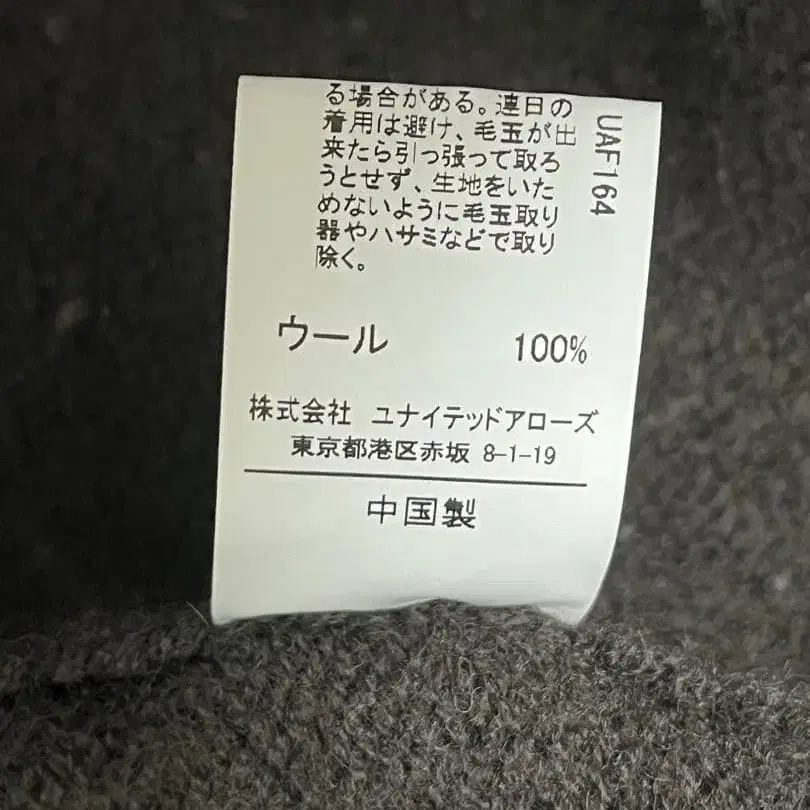 る場合がある。連日の
着用は避け、毛玉が出
来たら引っ張って取ろ
うとせず、生地をいた
めないように毛玉取り
器やハサミなどで取り
除く。
UAF164
ウール 100%
株式会社 ユナイテッドアローズ
東京都港区赤坂 8-1-19
中国製